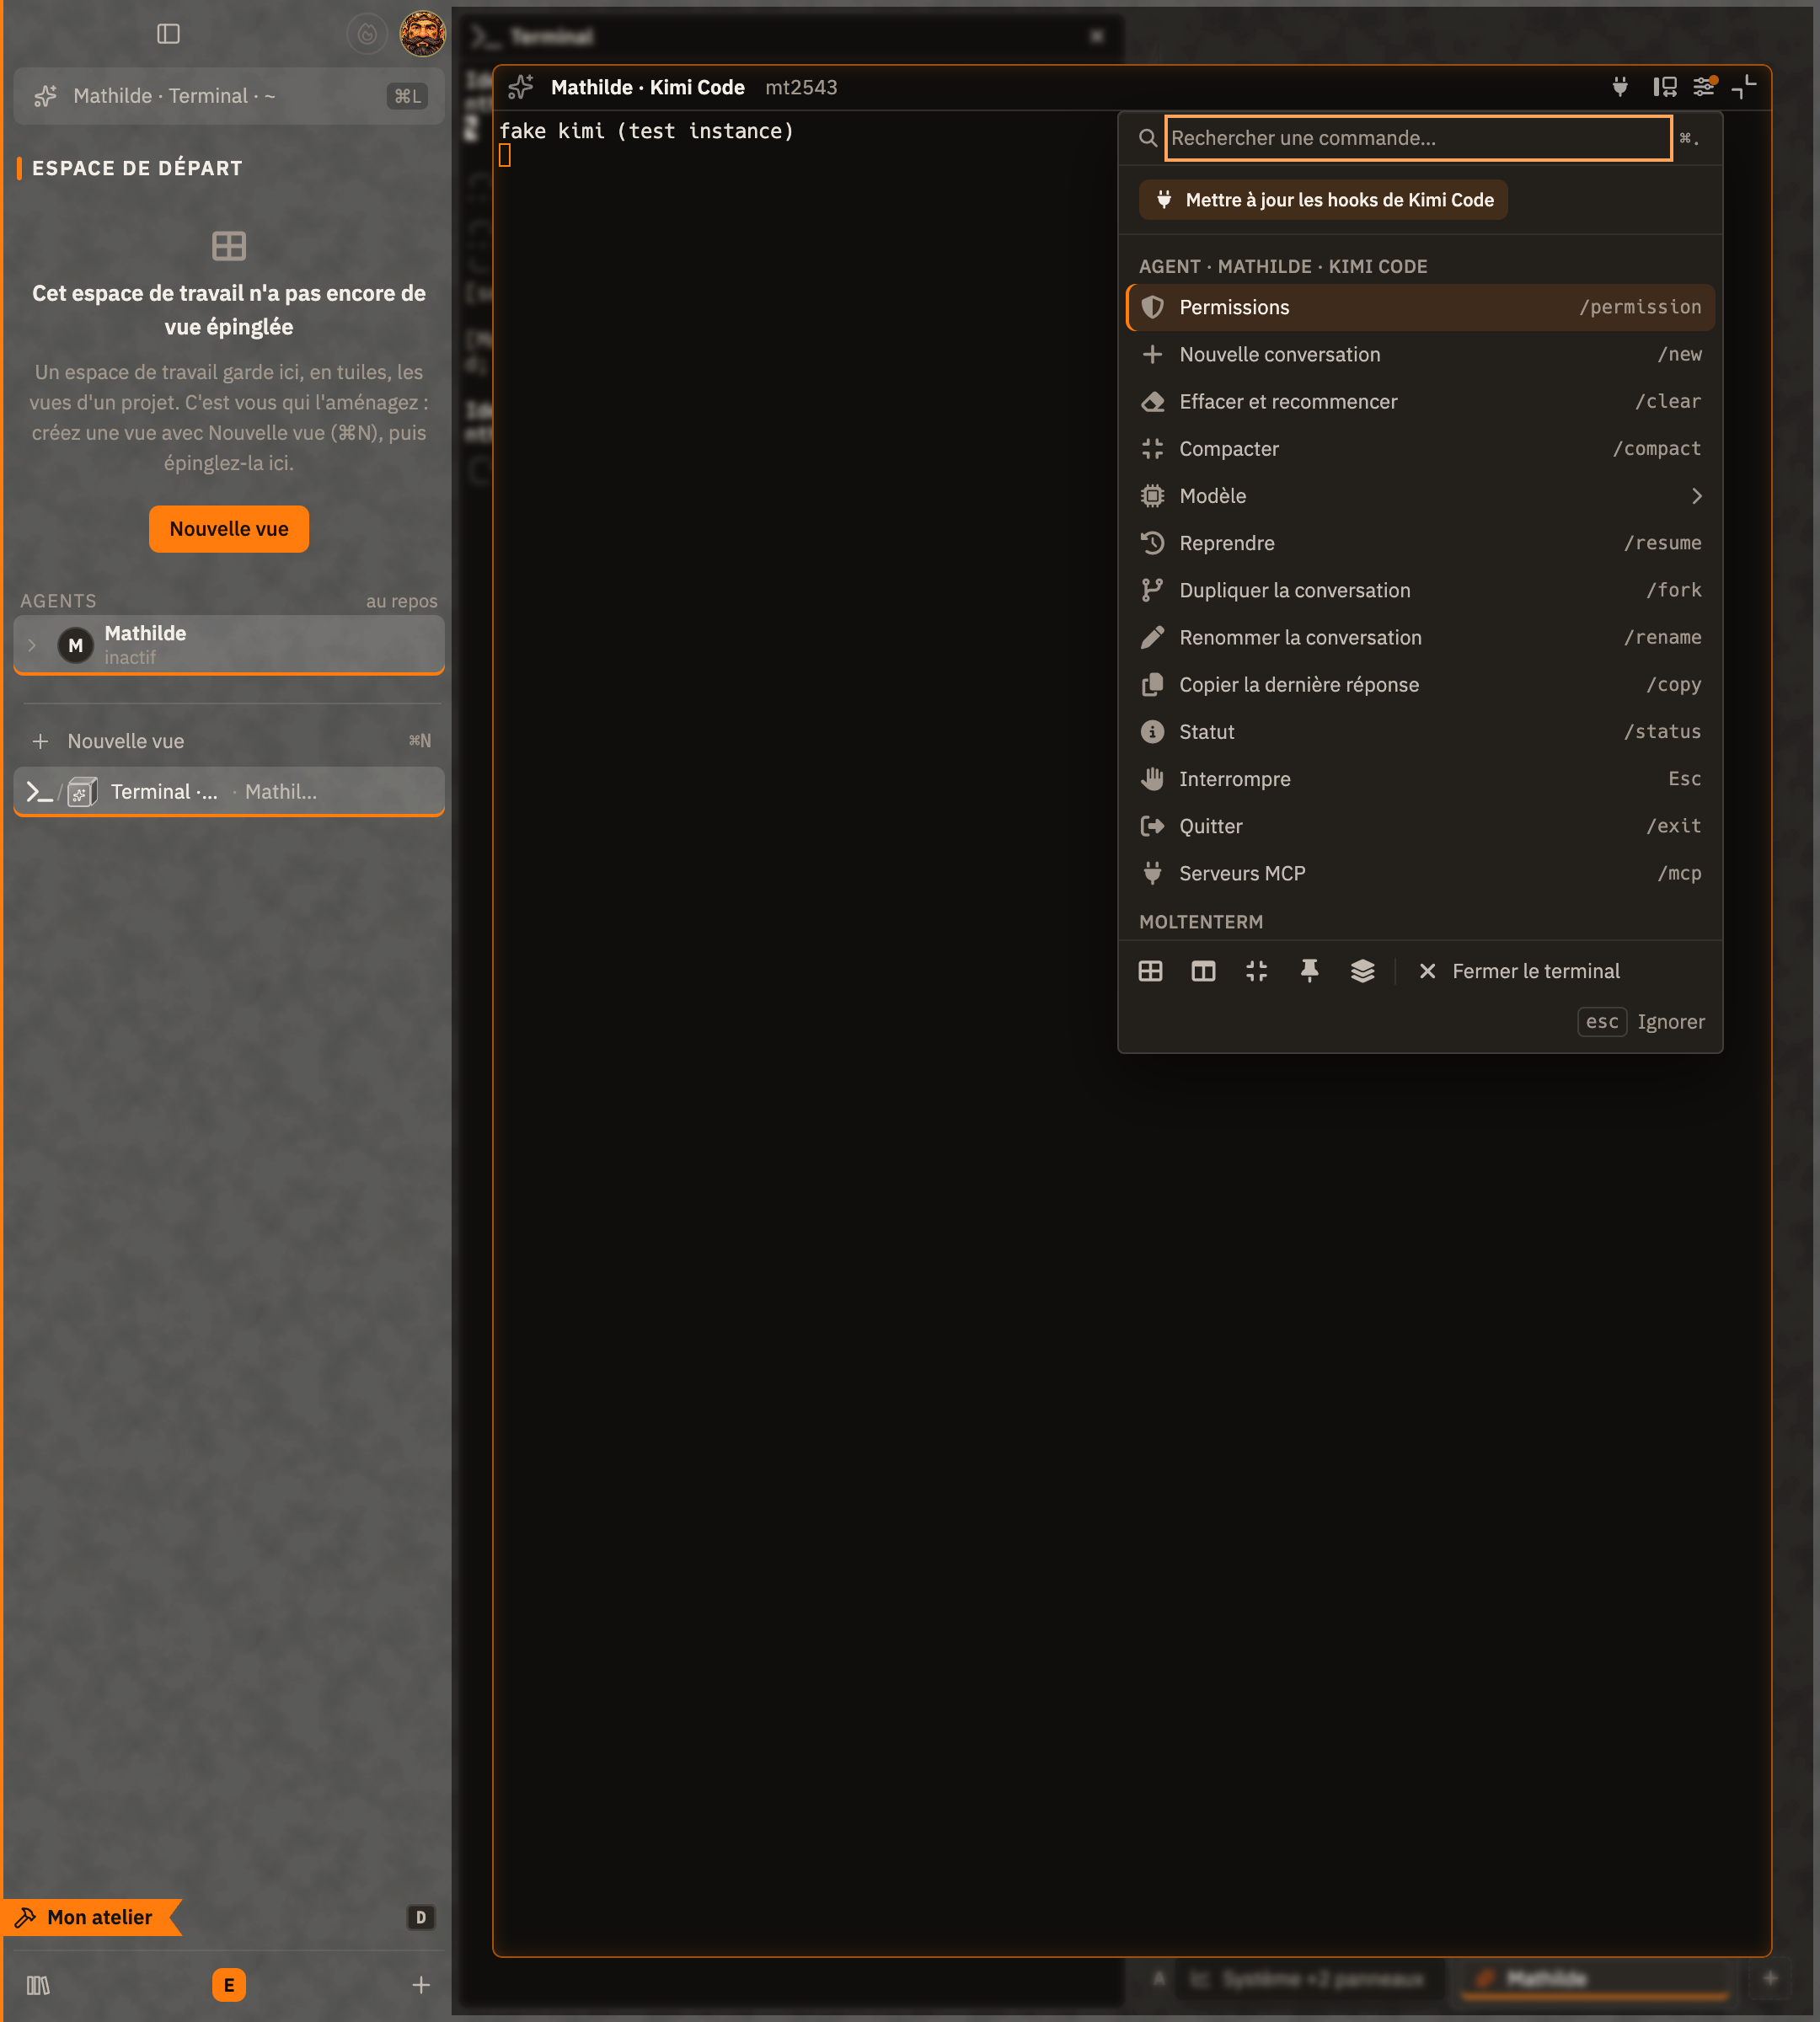 Mathilde · Terminal · ~ ⌘L
ESPACE DE DÉPART
Cet espace de travail n'a pas encore de
vue épinglée
Un espace de travail garde ici, en tuiles, les
vues d'un projet. C'est vous qui l'aménagez :
créez une vue avec Nouvelle vue (⌘N), puis
épinglez-la ici.
Nouvelle vue
AGENTS au repos
M Mathilde
inactif
Nouvelle vue ⌘N
Terminal ·... · Mathil...
Mon atelier D
E
Terminal
Mathilde · Kimi Code mt2543
fake kimi (test instance)
Rechercher une commande... ⌘.
Mettre à jour les hooks de Kimi Code
AGENT · MATHILDE · KIMI CODE
Permissions /permission
Nouvelle conversation /new
Effacer et recommencer /clear
Compacter /compact
Modèle
Reprendre /resume
Dupliquer la conversation /fork
Renommer la conversation /rename
Copier la dernière réponse /copy
Statut /status
Interrompre Esc
Quitter /exit
Serveurs MCP /mcp
MOLTENTERM
Fermer le terminal
esc Ignorer
A Système +2 panneaux Mathilde